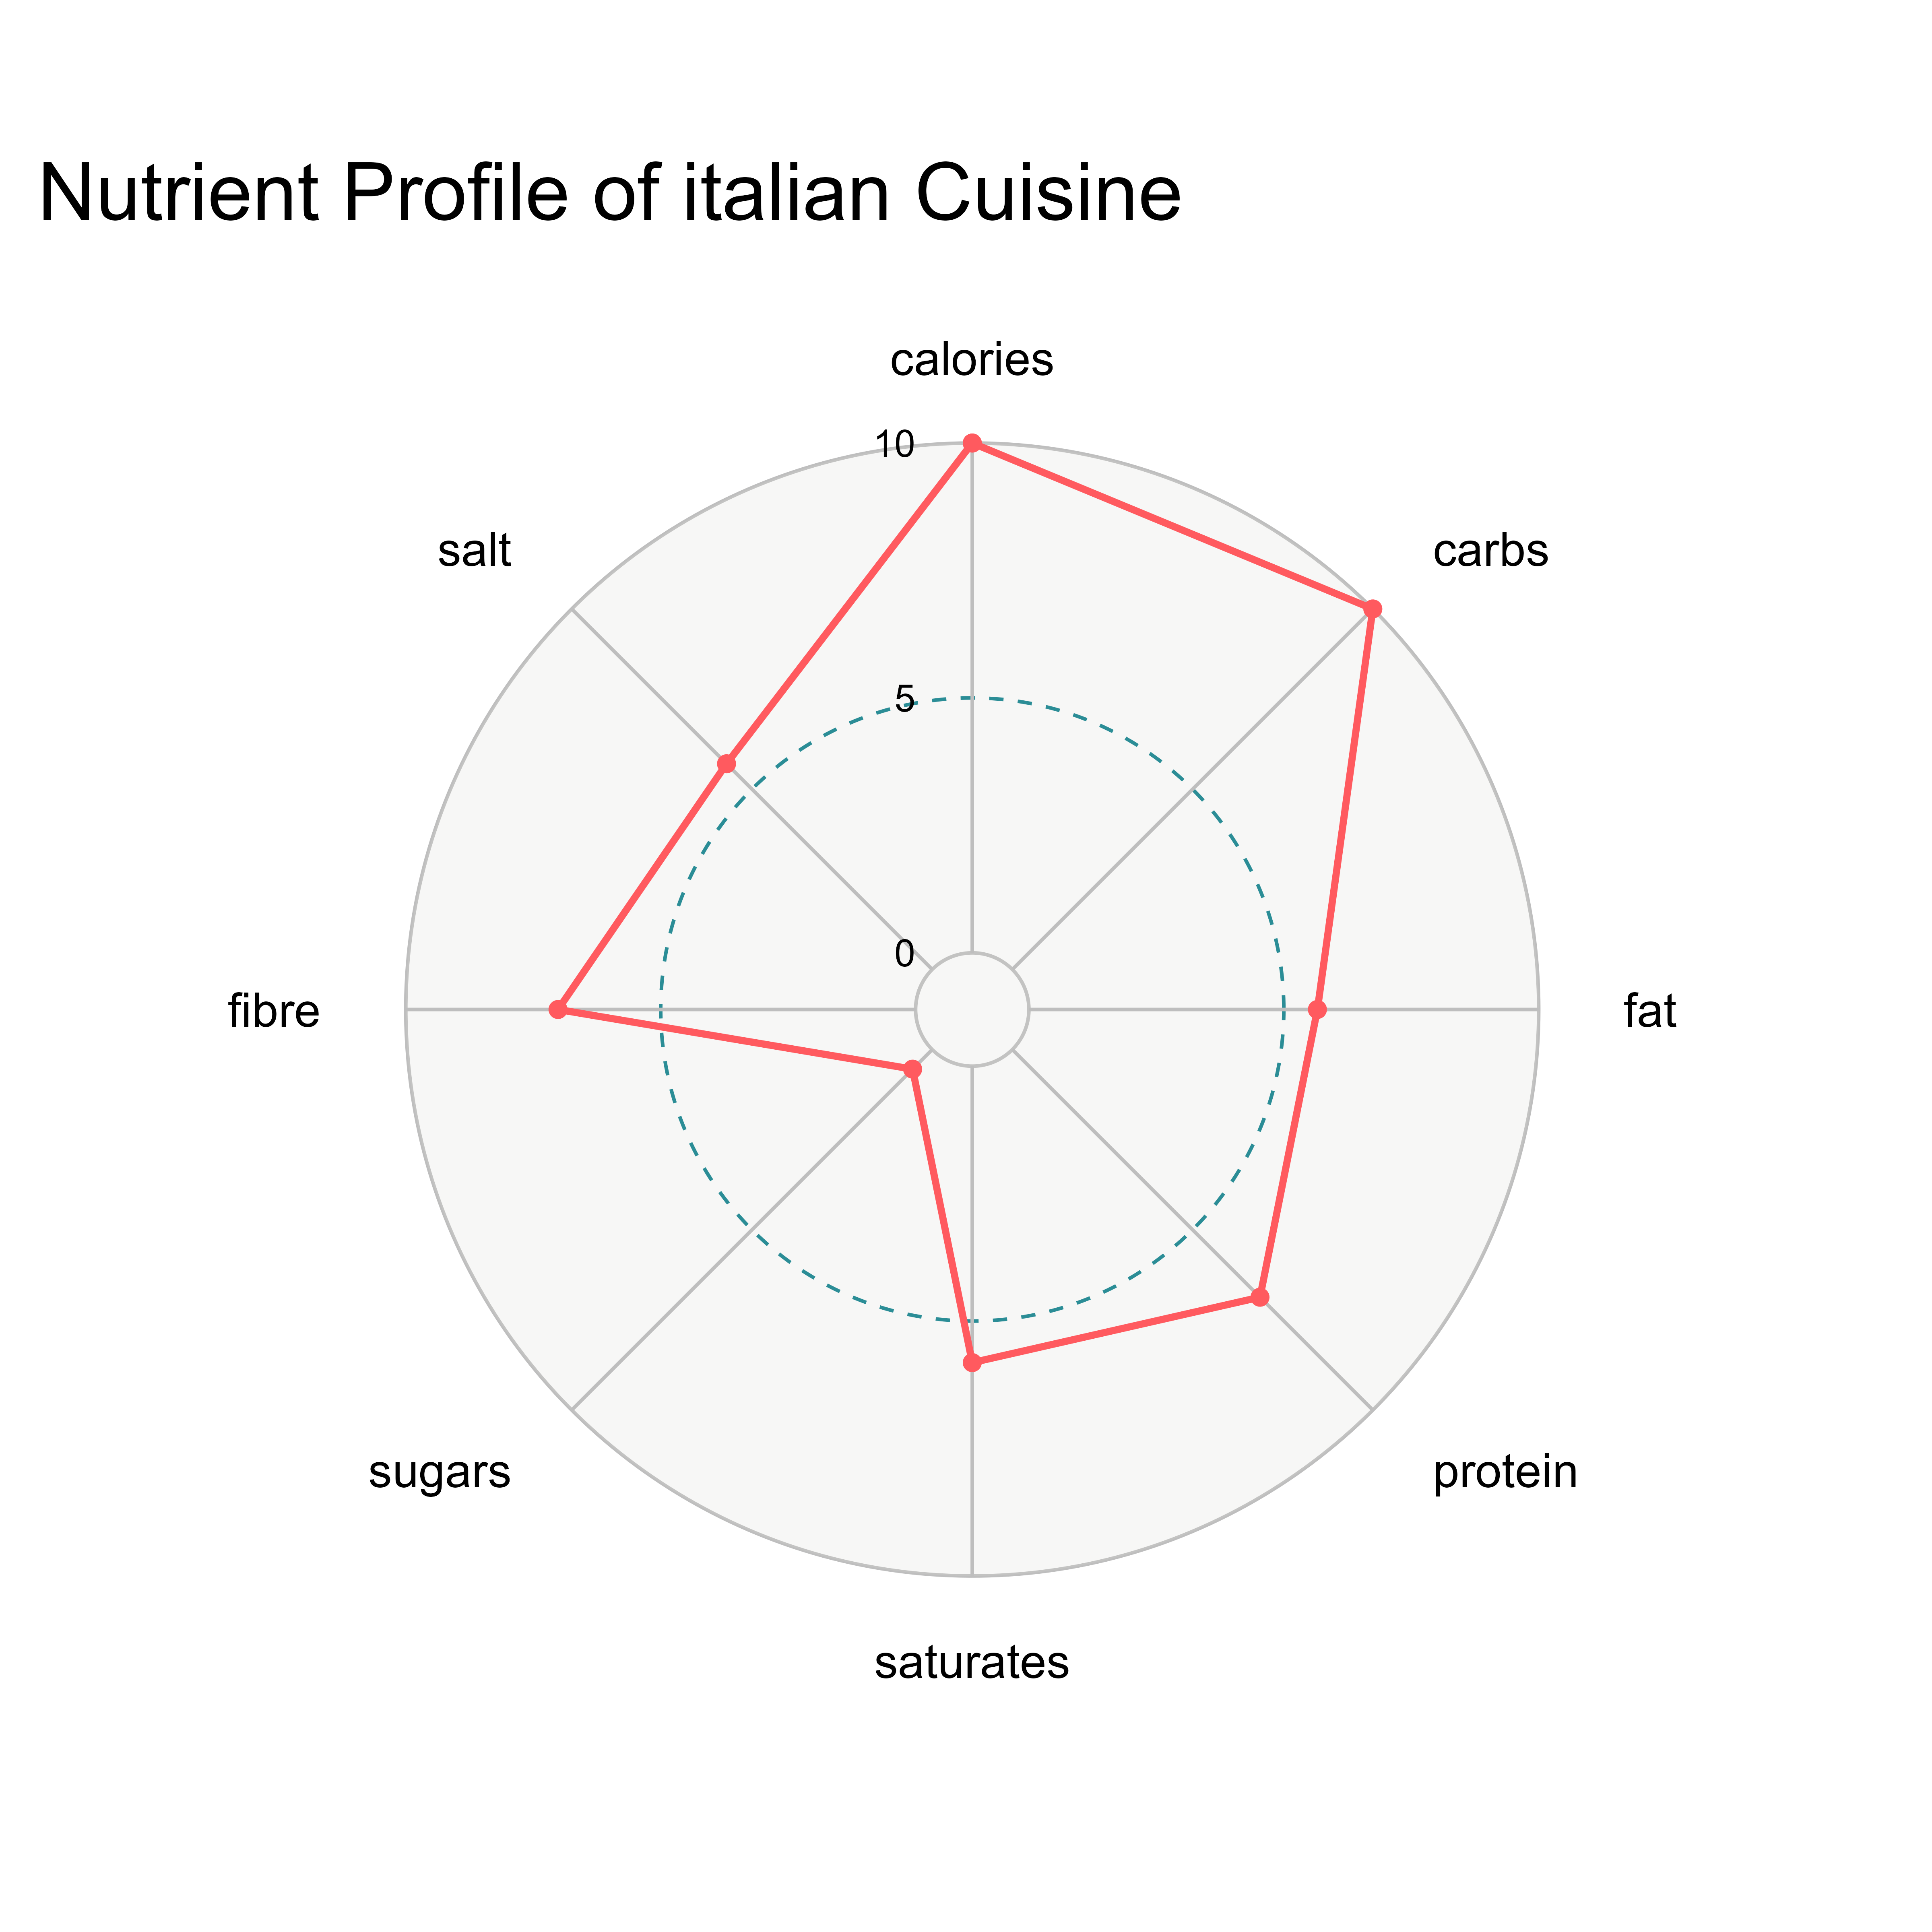 Nutrient Profile of italian Cuisine
calories
10
carbs
salt
5
0
fibre
fat
sugars
protein
saturates